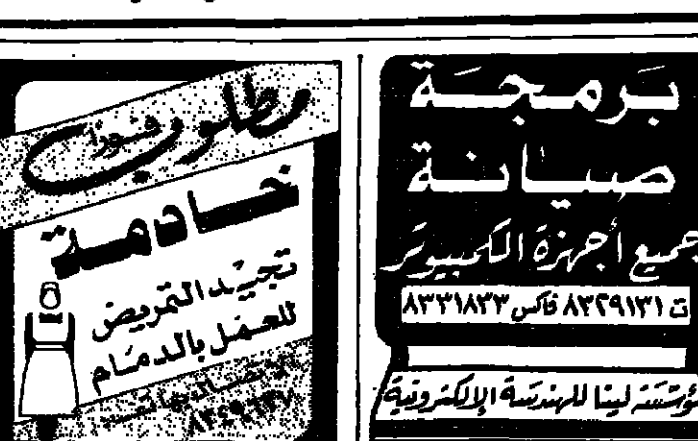 برمجة
صيانة
جميع أجهزة الكمبيوتر
ت ٨٣٢٩١٣١ فاكس ٨٣٣١٨٣٣
مؤسسة لينا للهندسة الإلكترونية
مطلوب
فوراً
خادمة
تجيد التمريض
للعمل بالدمام